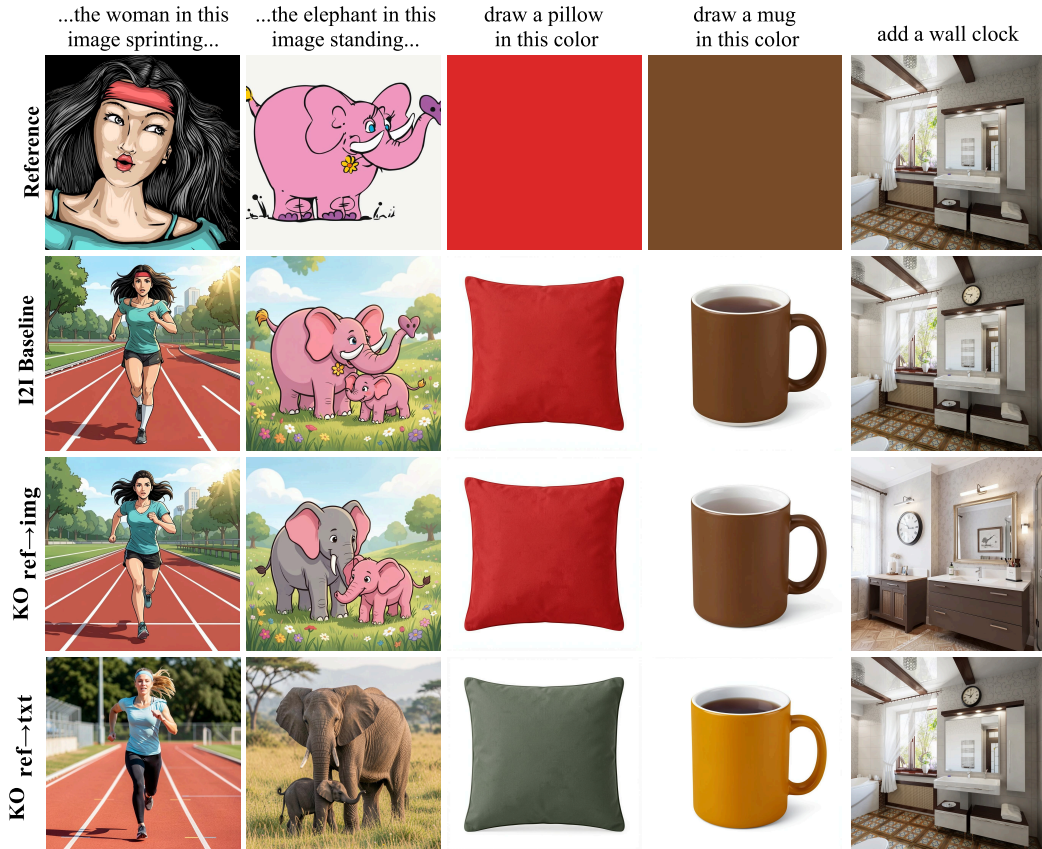 ...the woman in this
image sprinting...
...the elephant in this
image standing...
draw a pillow
in this color
draw a mug
in this color
add a wall clock
Reference
I2I Baseline
KO
ref→img
KO
ref→txt